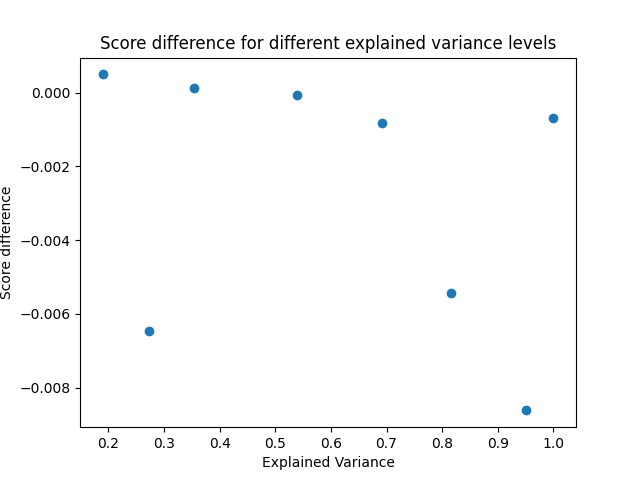 Score difference for different explained variance levels
0.000
−0.002
−0.004
−0.006
−0.008
Score difference
0.2 0.3 0.4 0.5 0.6 0.7 0.8 0.9 1.0
Explained Variance